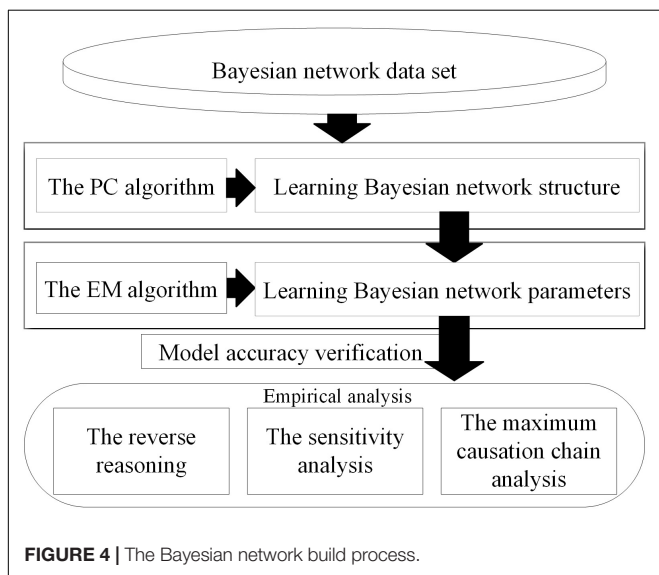 Bayesian network data set
The PC algorithm
Learning Bayesian network structure
The EM algorithm
Learning Bayesian network parameters
Model accuracy verification
Empirical analysis
The reverse
reasoning
The sensitivity
analysis
The maximum
causation chain
analysis
FIGURE 4 | The Bayesian network build process.